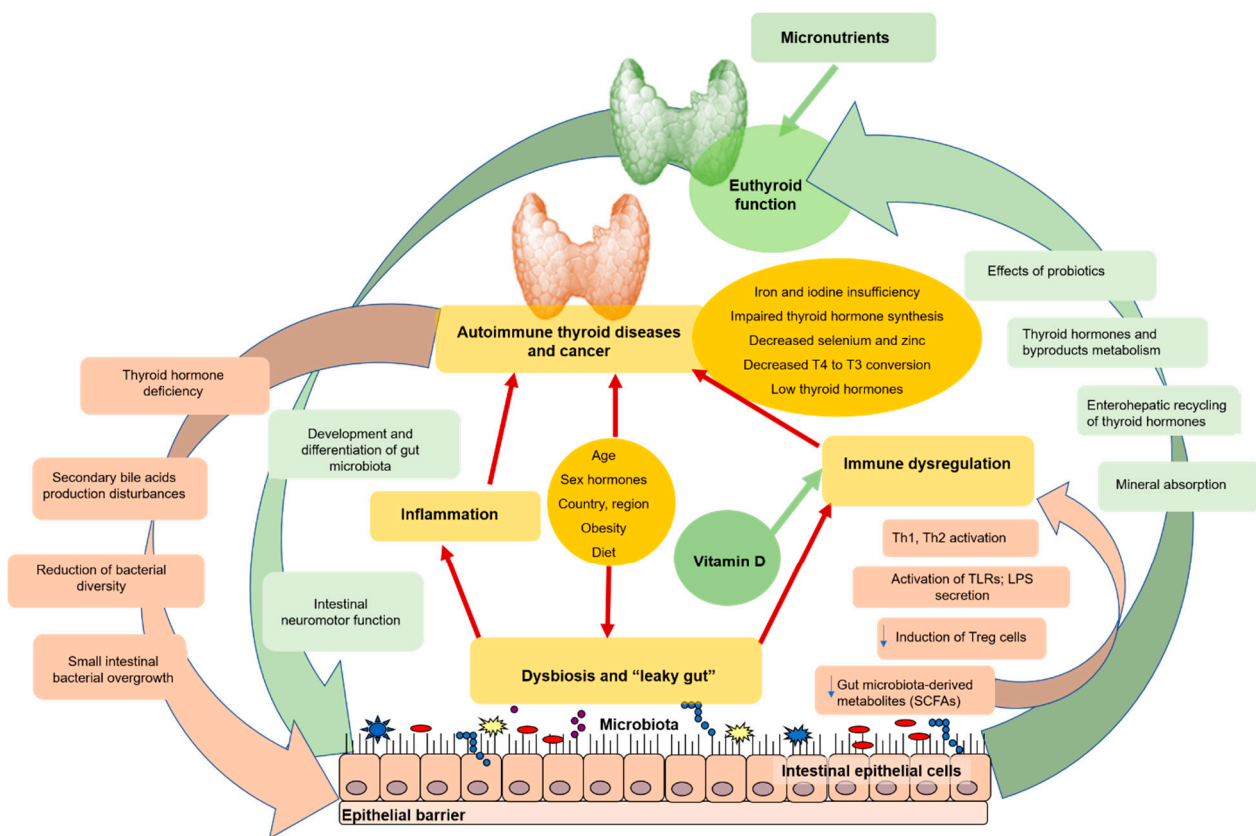 Micronutrients
Euthyroid
function
Effects of probiotics
Iron and iodine insufficiency
Impaired thyroid hormone synthesis
Decreased selenium and zinc
Decreased T4 to T3 conversion
Low thyroid hormones
Autoimmune thyroid diseases
and cancer
Thyroid hormones and
byproducts metabolism
Thyroid hormone
deficiency
Enterohepatic recycling
of thyroid hormones
Development and
differentiation of gut
microbiota
Age
Sex hormones
Country, region
Obesity
Diet
Immune dysregulation
Secondary bile acids
production disturbances
Mineral absorption
Inflammation
Th1, Th2 activation
Vitamin D
Reduction of bacterial
diversity
Activation of TLRs; LPS
secretion
Intestinal
neuromotor function
↓ Induction of Treg cells
Small intestinal
bacterial overgrowth
Dysbiosis and “leaky gut”
↓ Gut microbiota-derived
metabolites (SCFAs)
Microbiota
Intestinal epithelial cells
Epithelial barrier